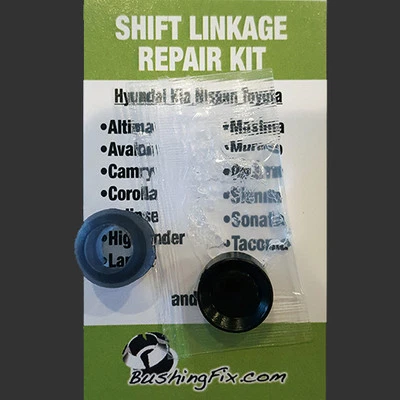 SHIFT LINKAGE
REPAIR KIT
Hyundai Kia Nissan Toyota
•Altima •Maxima
•Avalon •Murano
•Camry
•Corolla •Sienna
•Sonata
•Highlander •Tacoma
and
BushingFix.com